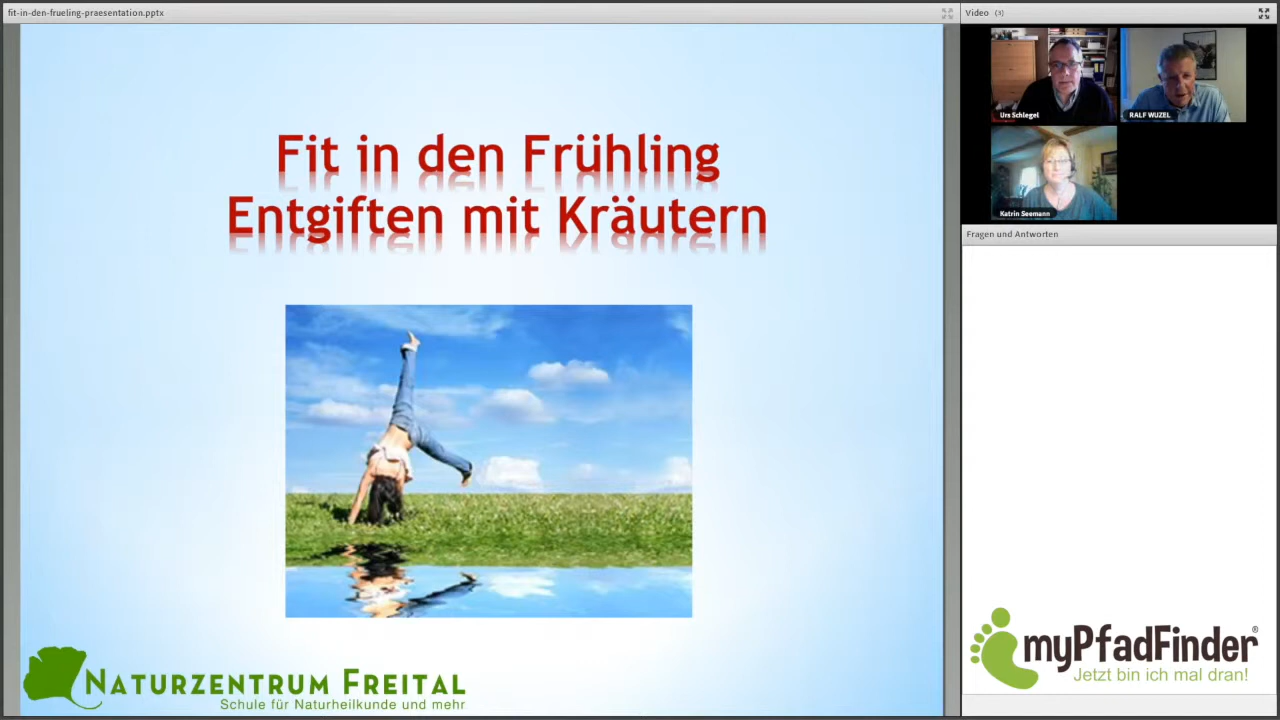 fit-in-den-frueling-praesentation.pptx
Fit in den Frühling
Entgiften mit Kräutern
NATURZENTRUM FREITAL
Schule für Naturheilkunde und mehr
Video (3)
Urs Schlegel
RALF WUZEL
Katrin Seemann
Fragen und Antworten
myPfadFinder®
Jetzt bin ich mal dran!